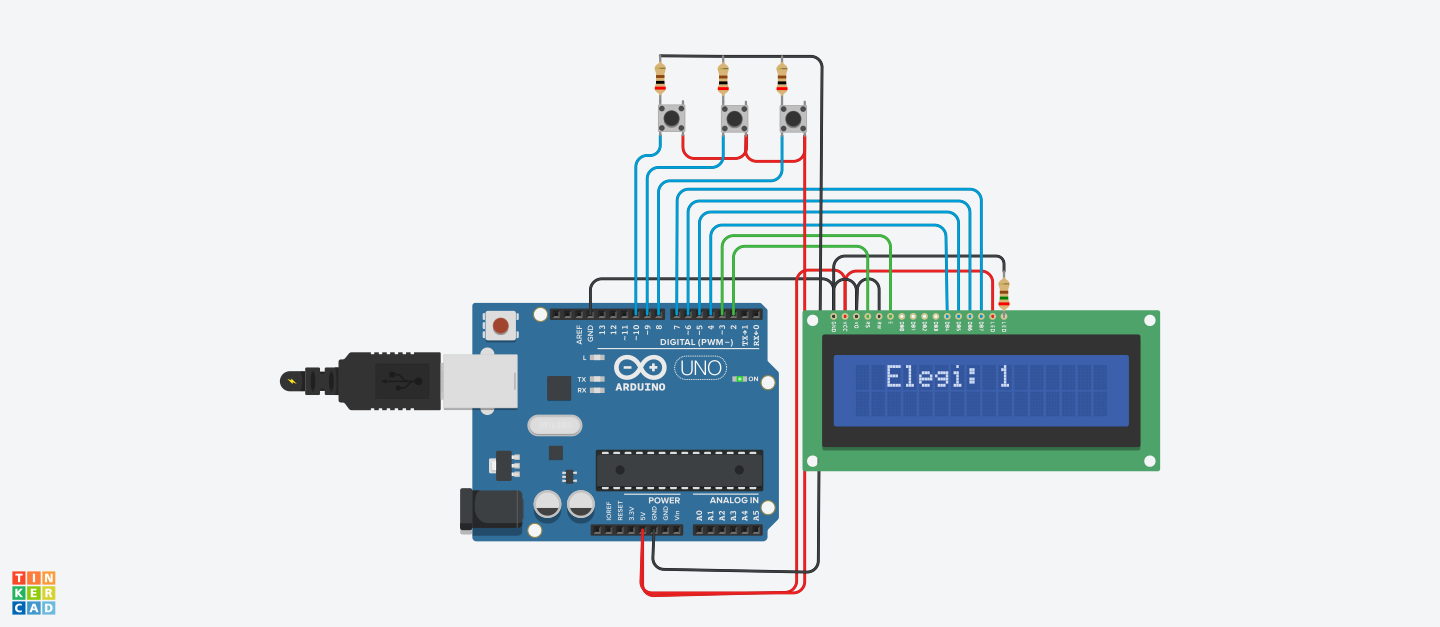 Elegi: 1
GND
VCC
VO
RS
RW
E
DB0
DB1
DB2
DB3
DB4
DB5
DB6
DB7
LED
LED
AREF
GND
13
12
~11
~10
~9
8
7
~6
~5
4
~3
2
TX→1
RX←0
DIGITAL (PWM~)
L
TX
RX
ARDUINO
UNO
ON
POWER
ANALOG IN
IOREF
RESET
3.3V
5V
GND
GND
Vin
A0
A1
A2
A3
A4
A5
TIN
KER
CAD